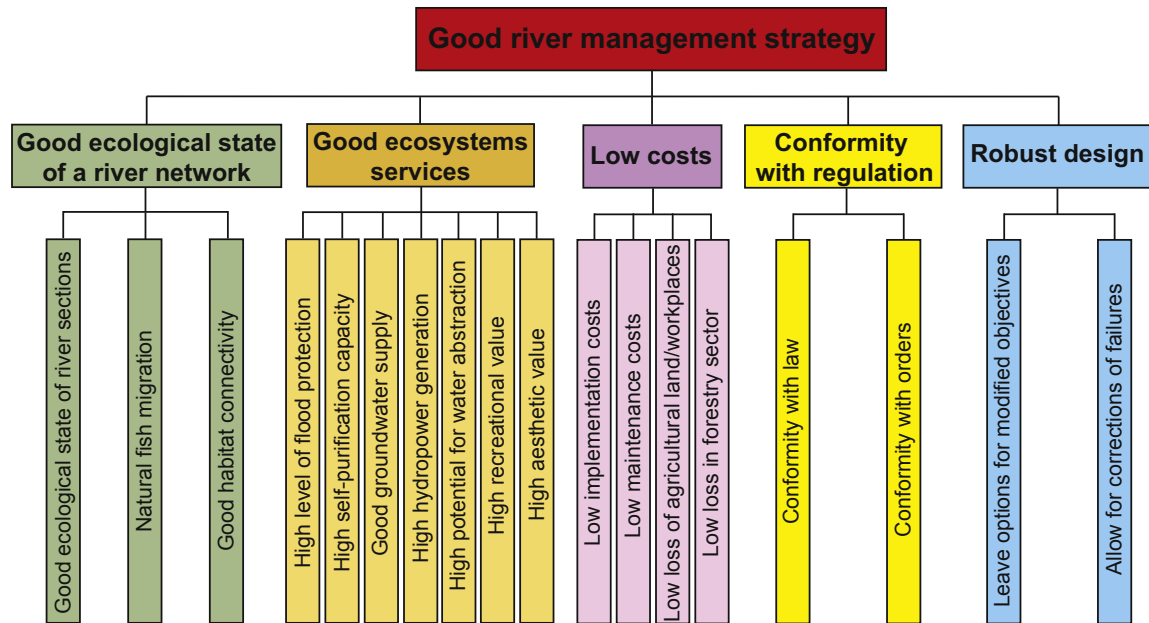 Good river management strategy
Good ecological state
of a river network
Good ecosystems
services
Low costs
Conformity
with regulation
Robust design
Good ecological state of river sections
Natural fish migration
Good habitat connectivity
High level of flood protection
High self-purification capacity
Good groundwater supply
High hydropower generation
High potential for water abstraction
High recreational value
High aesthetic value
Low implementation costs
Low maintenance costs
Low loss of agricultural land/workplaces
Low loss in forestry sector
Conformity with law
Conformity with orders
Leave options for modified objectives
Allow for corrections of failures